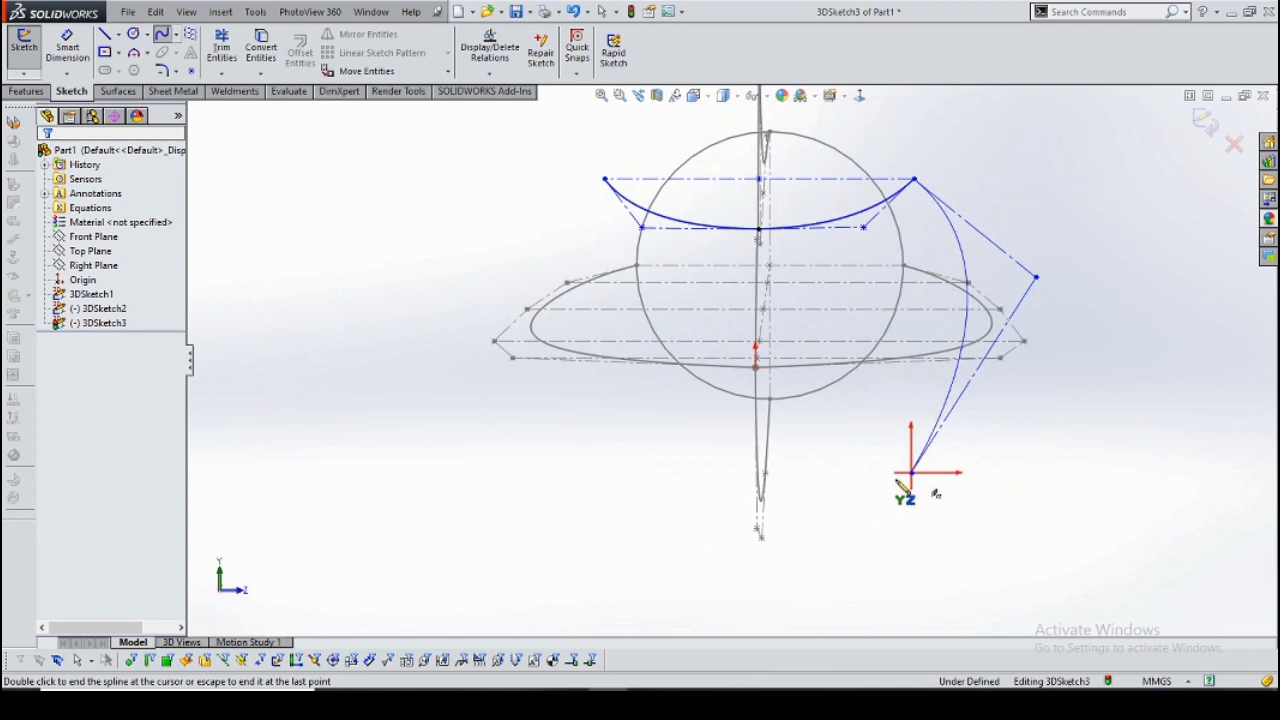 SOLIDWORKS File Edit View Insert Tools PhotoView 360 Window Help 3DSketch3 of Part1 * Search Commands
Sketch Smart Dimension Trim Entities Convert Entities Offset Entities Mirror Entities Linear Sketch Pattern Move Entities Display/Delete Relations Repair Sketch Quick Snaps Rapid Sketch
Features Sketch Surfaces Sheet Metal Weldments Evaluate DimXpert Render Tools SOLIDWORKS Add-Ins
Part1 (Default<<Default>_Disp
History
Sensors
Annotations
Equations
Material <not specified>
Front Plane
Top Plane
Right Plane
Origin
3DSketch1
(-) 3DSketch2
(-) 3DSketch3
YZ
Y
Z
Activate Windows
Go to Settings to activate Windows.
Model 3D Views Motion Study 1
Double click to end the spline at the cursor or escape to end it at the last point Under Defined Editing 3DSketch3 MMGS